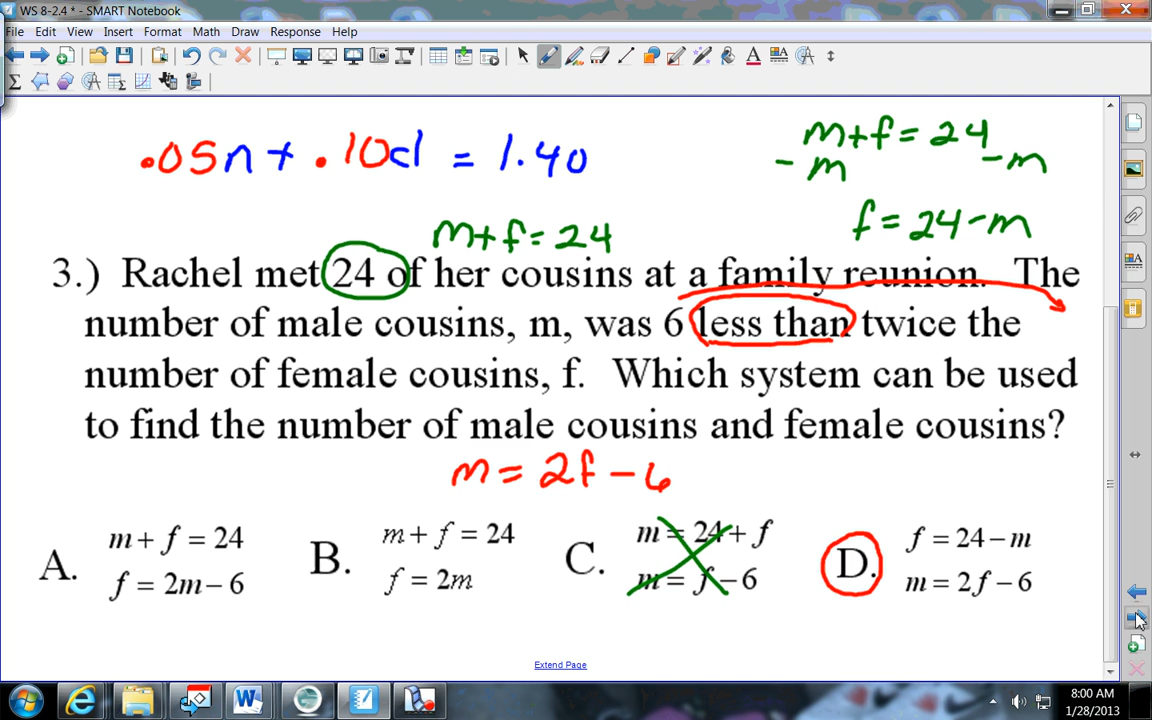 WS 8-2.4 * - SMART Notebook
File Edit View Insert Format Math Draw Response Help
.05n + .10d = 1.40
m+f=24
-m -m
f=24-m
m+f=24
3.) Rachel met 24 of her cousins at a family reunion. The
number of male cousins, m, was 6 less than twice the
number of female cousins, f. Which system can be used
to find the number of male cousins and female cousins?
m=2f-6
A. m + f = 24
f = 2m - 6
B. m + f = 24
f = 2m
C. m = 24 + f
m = f - 6
D. f = 24 - m
m = 2f - 6
Extend Page
8:00 AM
1/28/2013